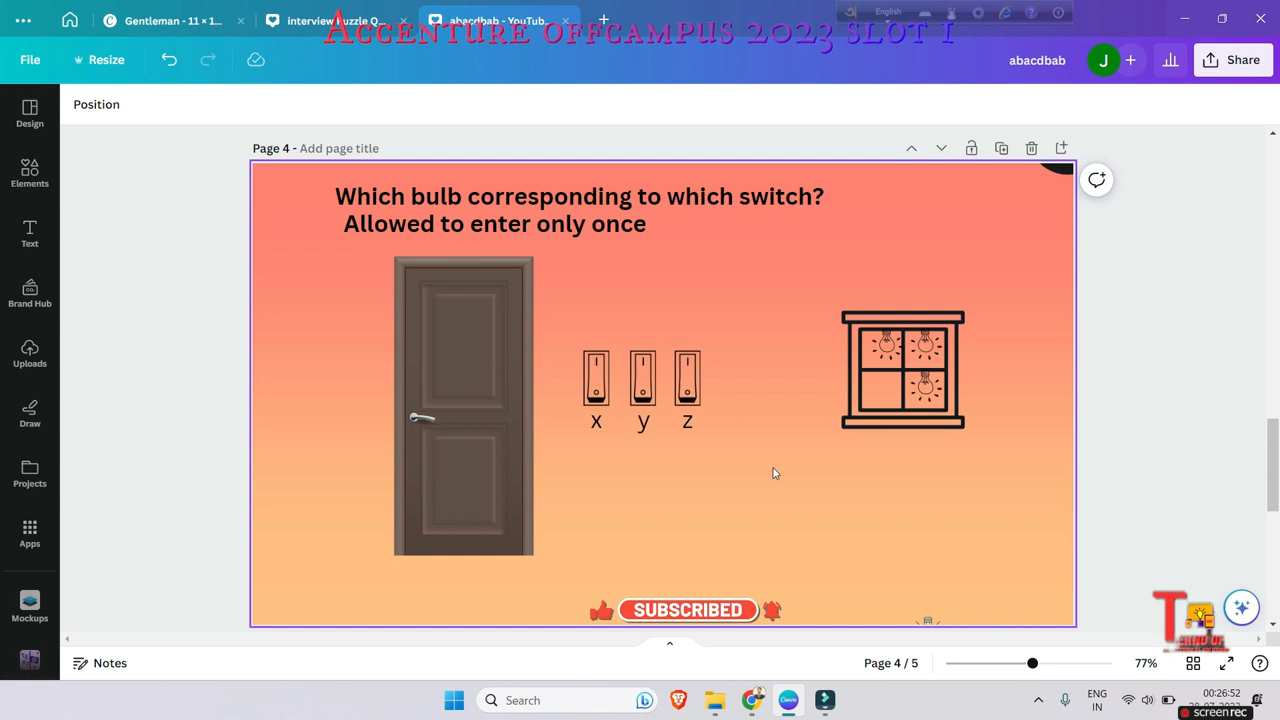 Gentleman - 11 × 1...
interview puzzle Q...
abacdbab - YouTub...
English
Accenture offcampus 2023 slot 1
File
Resize
abacdbab
J
Share
Design
Position
Page 4 - Add page title
Elements
Which bulb corresponding to which switch?
Allowed to enter only once
Text
Brand Hub
Uploads
Draw
x y z
Projects
Apps
Mockups
SUBSCRIBED
Notes
Page 4 / 5
77%
Search
ENG
IN
00:26:52
screenrec